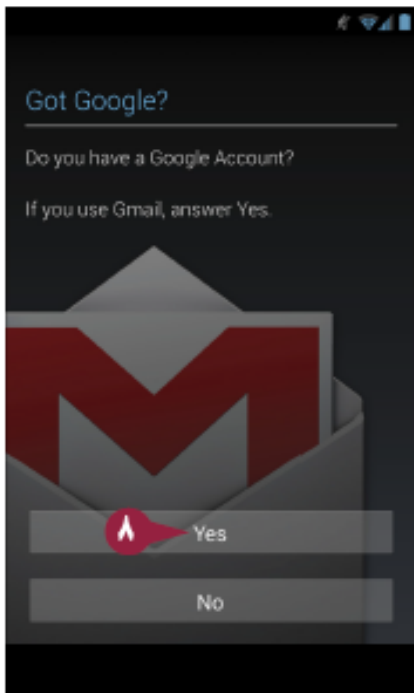 Got Google?
Do you have a Google Account?
If you use Gmail, answer Yes.
A
Yes
No